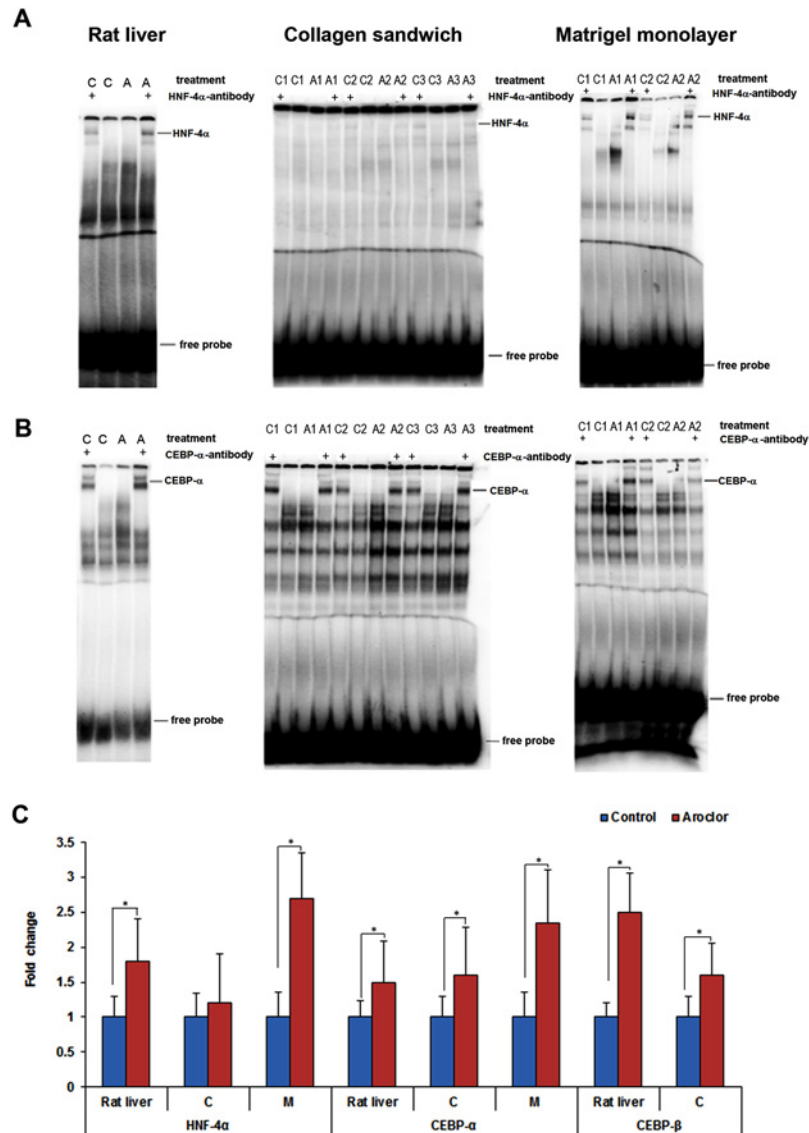 A
Rat liver
Collagen sandwich
Matrigel monolayer
C C A A treatment
+ + HNF-4α-antibody
HNF-4α
free probe
C1 C1 A1 A1 C2 C2 A2 A2 C3 C3 A3 A3 treatment
+ + + + + + HNF-4α-antibody
HNF-4α
free probe
C1 C1 A1 A1 C2 C2 A2 A2 treatment
+ + + + HNF-4α-antibody
HNF-4α
free probe
B
C C A A treatment
+ + CEBP-α-antibody
CEBP-α
free probe
C1 C1 A1 A1 C2 C2 A2 A2 C3 C3 A3 A3 treatment
+ + + + + + CEBP-α-antibody
CEBP-α
free probe
C1 C1 A1 A1 C2 C2 A2 A2 treatment
+ + + + CEBP-α-antibody
CEBP-α
free probe
C
Control Aroclor
Fold change
3.5
3
2.5
2
1.5
1
0.5
0
* * * * * * *
Rat liver C M Rat liver C M Rat liver C
HNF-4α CEBP-α CEBP-β